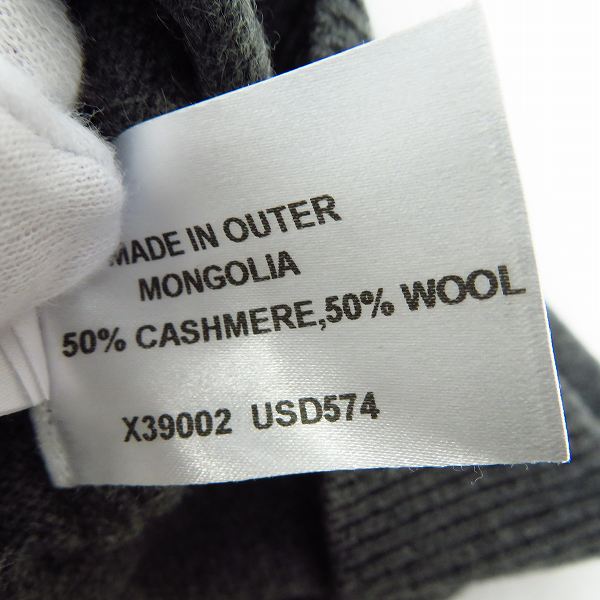 MADE IN OUTER
MONGOLIA
50% CASHMERE,50% WOOL
X39002 USD574